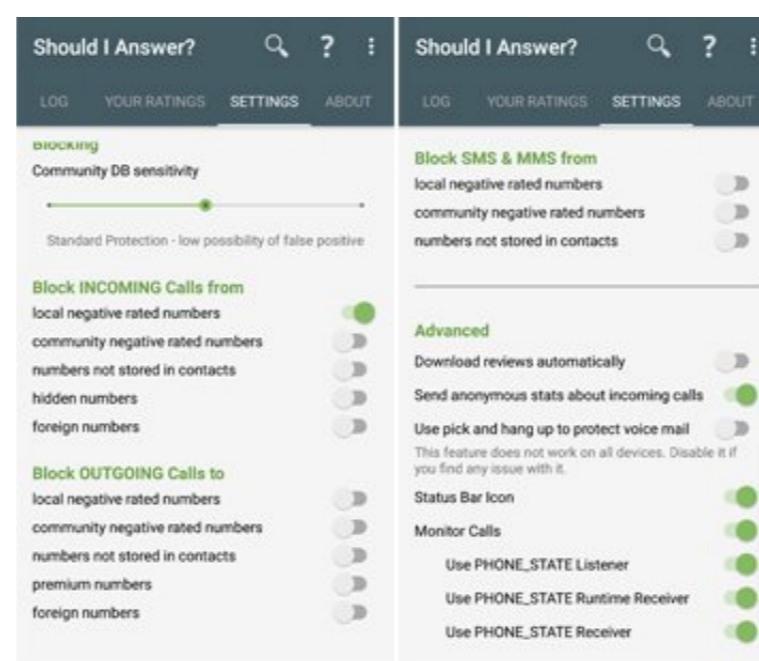 Should I Answer? ?
LOG YOUR RATINGS SETTINGS ABOUT
Blocking
Community DB sensitivity
Standard Protection - low possibility of false positive
Block INCOMING Calls from
local negative rated numbers
community negative rated numbers
numbers not stored in contacts
hidden numbers
foreign numbers
Block OUTGOING Calls to
local negative rated numbers
community negative rated numbers
numbers not stored in contacts
premium numbers
foreign numbers
Should I Answer? ?
LOG YOUR RATINGS SETTINGS ABOUT
Block SMS & MMS from
local negative rated numbers
community negative rated numbers
numbers not stored in contacts
Advanced
Download reviews automatically
Send anonymous stats about incoming calls
Use pick and hang up to protect voice mail
This feature does not work on all devices. Disable it if
you find any issue with it.
Status Bar Icon
Monitor Calls
Use PHONE_STATE Listener
Use PHONE_STATE Runtime Receiver
Use PHONE_STATE Receiver